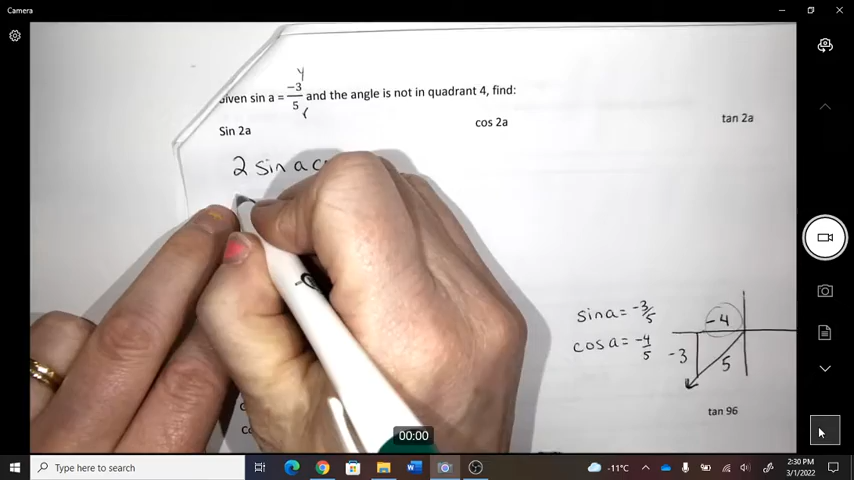 Camera
Given sin a = -3/5 and the angle is not in quadrant 4, find:
y
r
Sin 2a
cos 2a
tan 2a
2 sin a
sin a = -3/5
cos a = -4/5
-4
-3
5
tan 96
00:00
Type here to search
-11°C
2:30 PM
3/1/2022